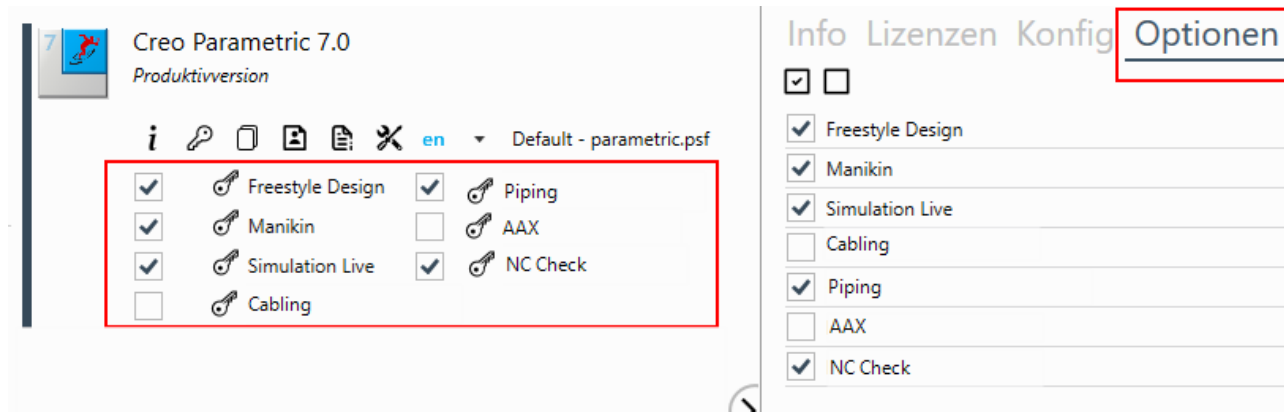 7
Creo Parametric 7.0
Produktivversion
i en Default - parametric.psf
Freestyle Design Piping
Manikin AAX
Simulation Live NC Check
Cabling
Info Lizenzen Konfig Optionen
Freestyle Design
Manikin
Simulation Live
Cabling
Piping
AAX
NC Check